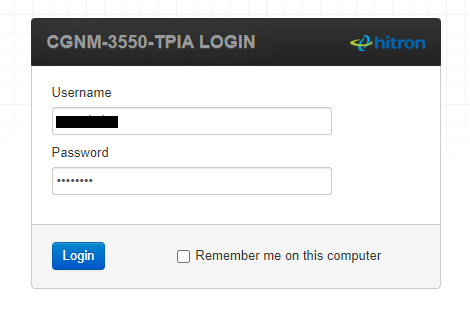 CGNM-3550-TPIA LOGIN hitron
Username
Password
••••••••
Login Remember me on this computer